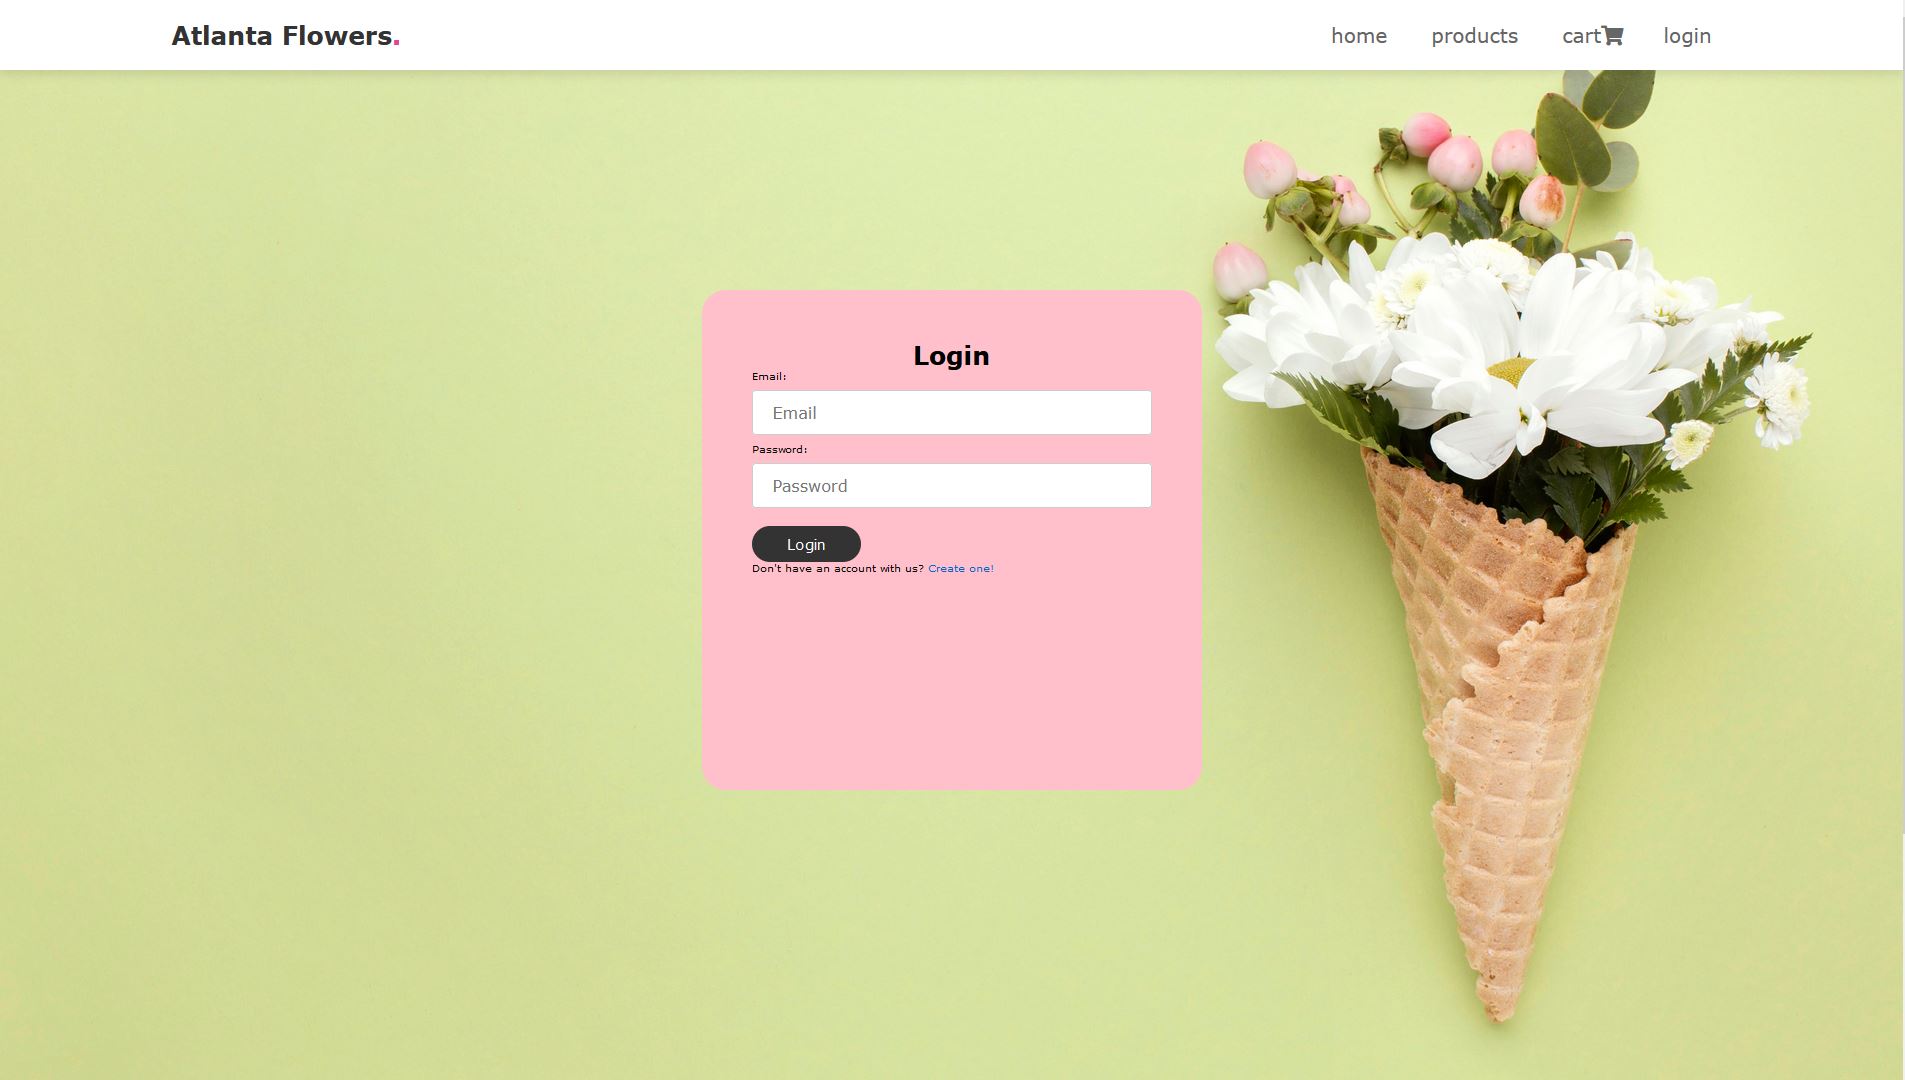 Atlanta Flowers.
home products cart login
Login
Email:
Email
Password:
Password
Login
Don't have an account with us? Create one!